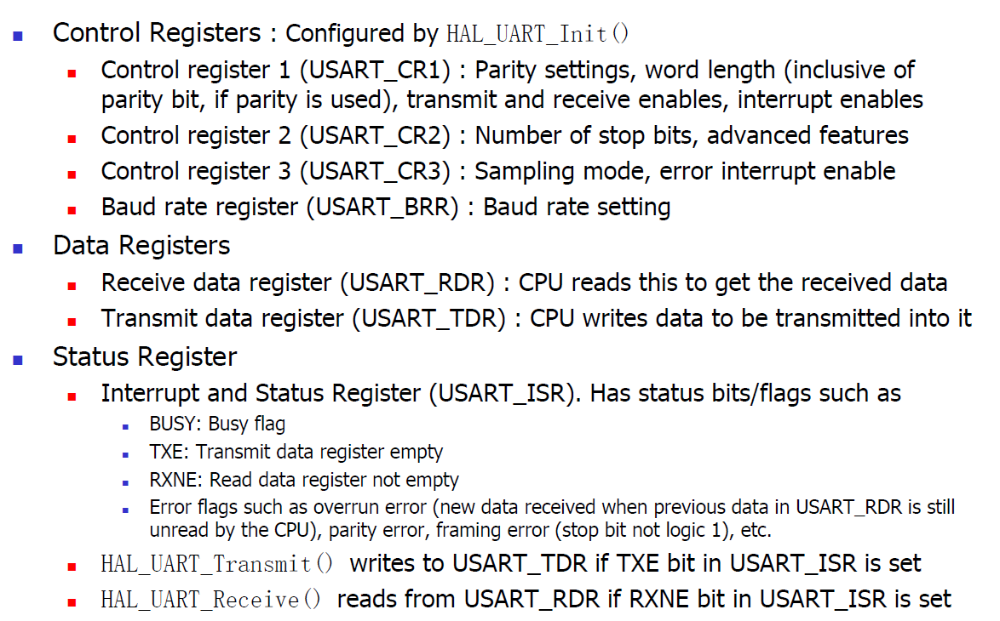 Control Registers : Configured by HAL_UART_Init()
Control register 1 (USART_CR1) : Parity settings, word length (inclusive of
parity bit, if parity is used), transmit and receive enables, interrupt enables
Control register 2 (USART_CR2) : Number of stop bits, advanced features
Control register 3 (USART_CR3) : Sampling mode, error interrupt enable
Baud rate register (USART_BRR) : Baud rate setting
Data Registers
Receive data register (USART_RDR) : CPU reads this to get the received data
Transmit data register (USART_TDR) : CPU writes data to be transmitted into it
Status Register
Interrupt and Status Register (USART_ISR). Has status bits/flags such as
BUSY: Busy flag
TXE: Transmit data register empty
RXNE: Read data register not empty
Error flags such as overrun error (new data received when previous data in USART_RDR is still
unread by the CPU), parity error, framing error (stop bit not logic 1), etc.
HAL_UART_Transmit() writes to USART_TDR if TXE bit in USART_ISR is set
HAL_UART_Receive() reads from USART_RDR if RXNE bit in USART_ISR is set